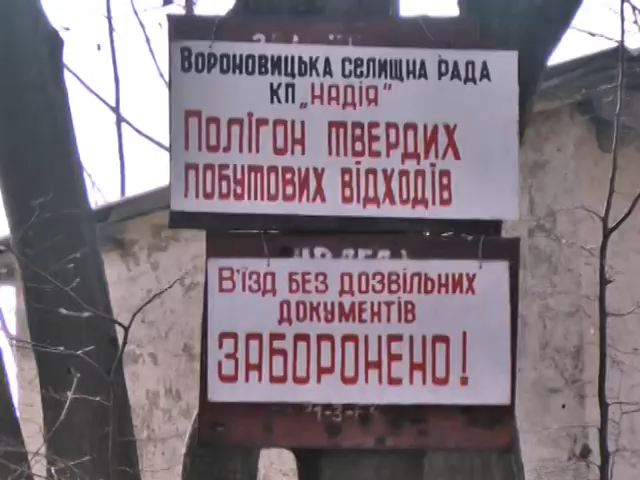 Вороновицька селищна рада
КП „Надія"
Полігон твердих
побутових відходів
В'їзд без дозвільних
документів
ЗАБОРОНЕНО!